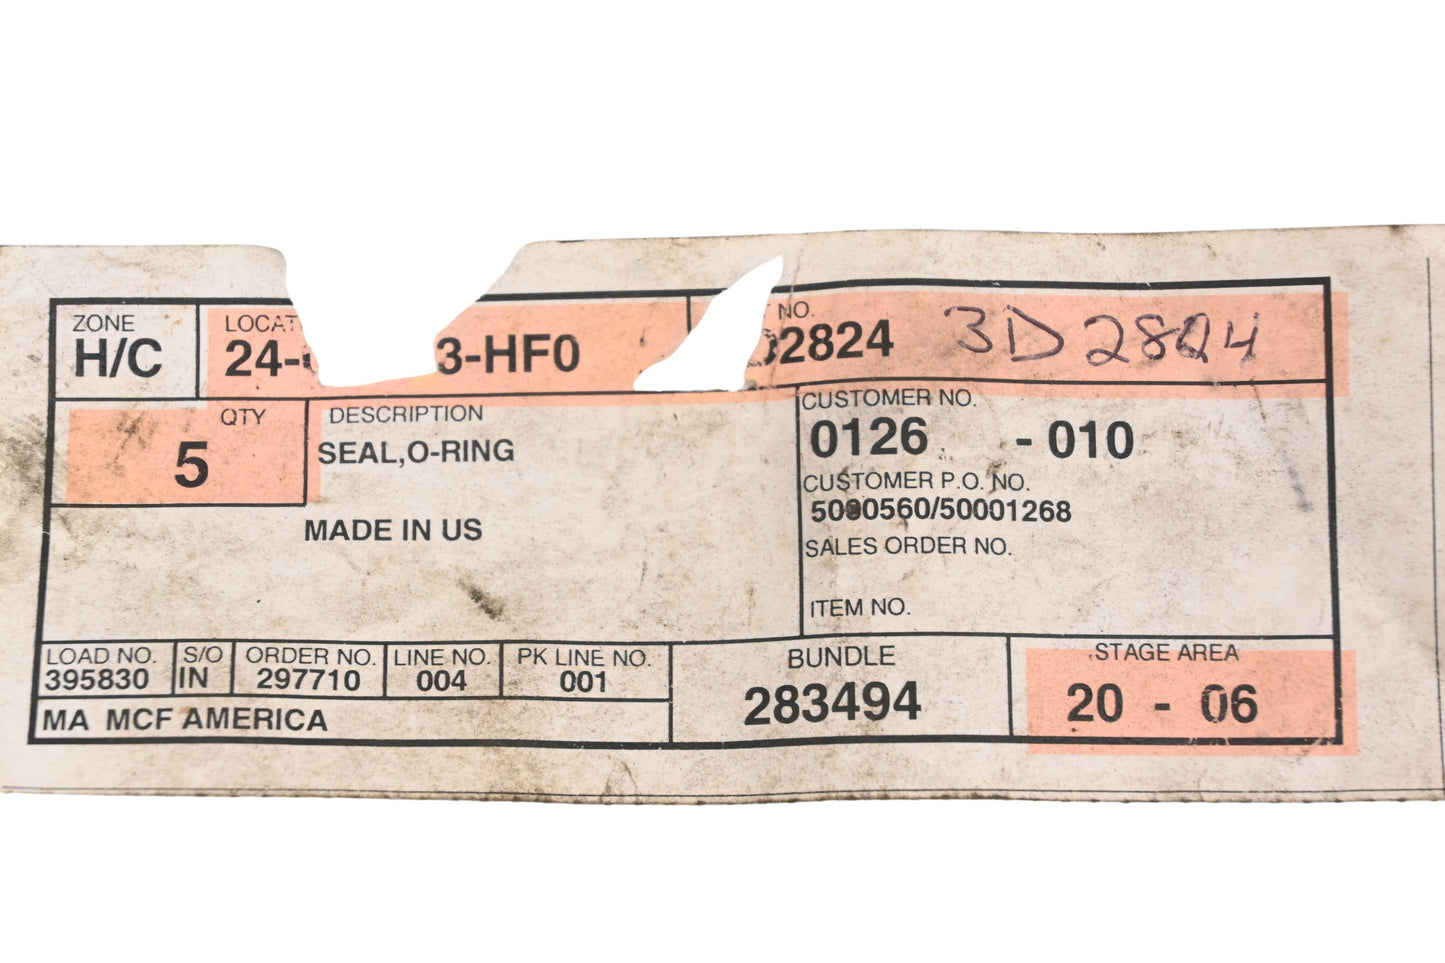 ZONE LOCAT NO.
H/C 24- 3-HF0 2824 3D2824
QTY DESCRIPTION CUSTOMER NO.
5 SEAL,O-RING 0126 - 010
CUSTOMER P.O. NO.
MADE IN US 5090560/50001268
SALES ORDER NO.
ITEM NO.
LOAD NO. S/O ORDER NO. LINE NO. PK LINE NO. BUNDLE STAGE AREA
395830 IN 297710 004 001 283494 20 - 06
MA MCF AMERICA